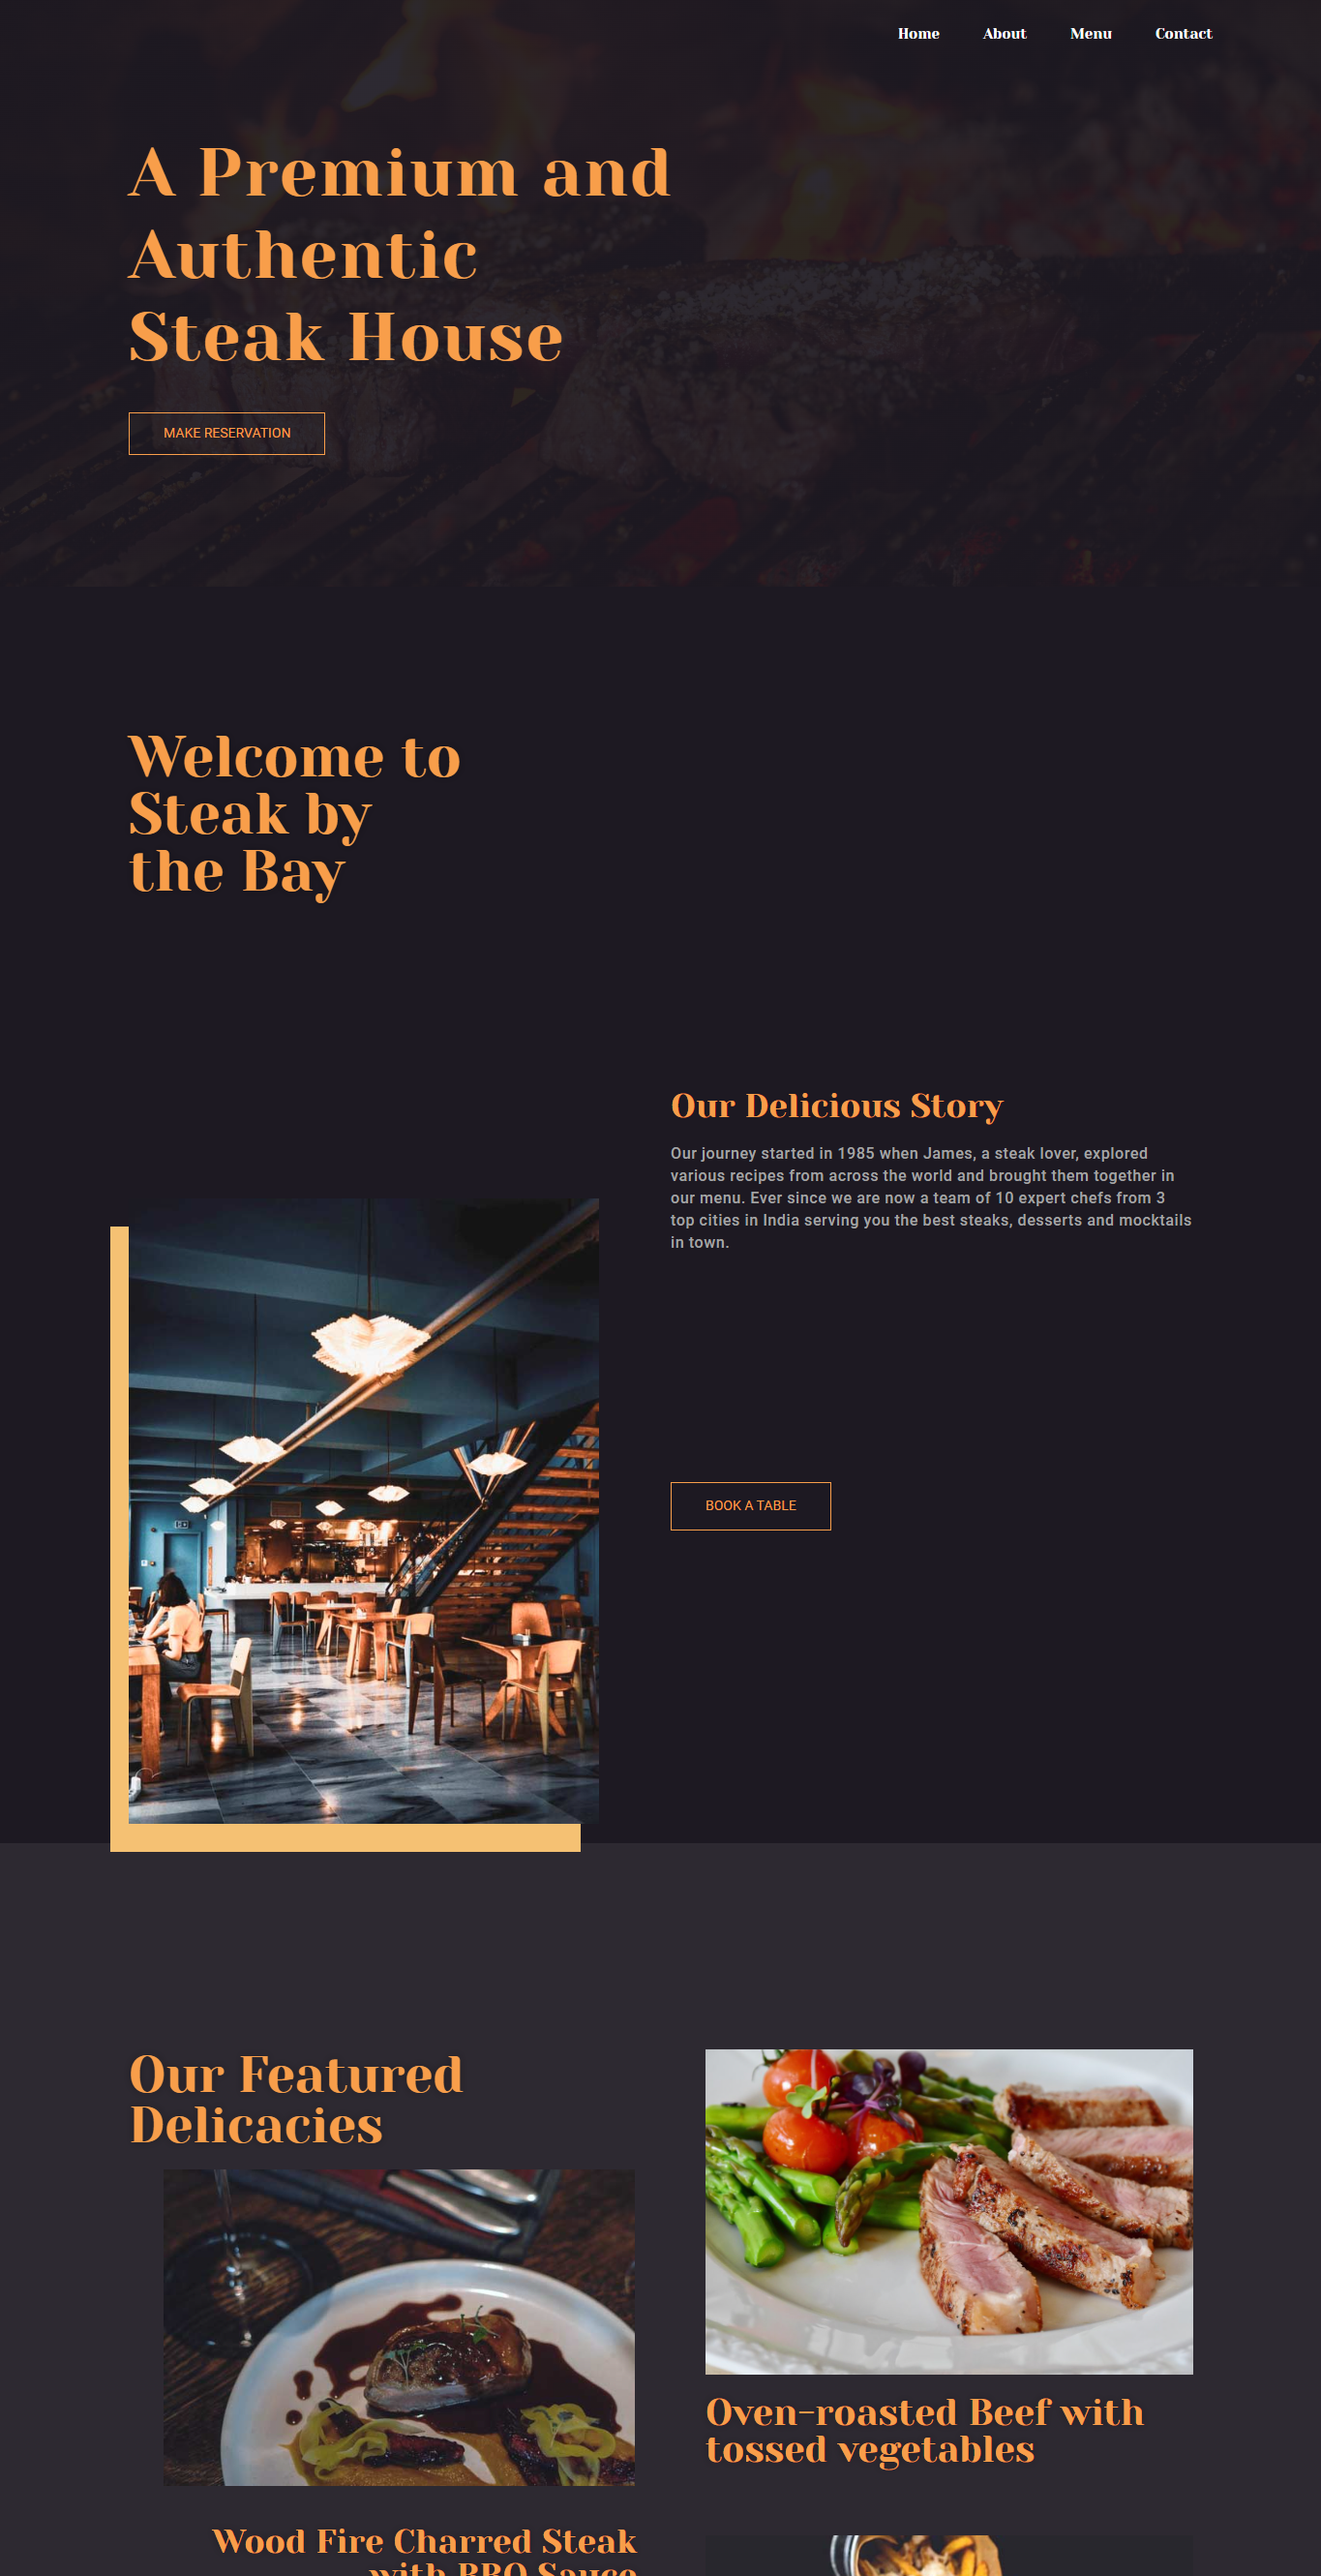 Home About Menu Contact
A Premium and
Authentic
Steak House
MAKE RESERVATION
Welcome to
Steak by
the Bay
Our Delicious Story
Our journey started in 1985 when James, a steak lover, explored
various recipes from across the world and brought them together in
our menu. Ever since we are now a team of 10 expert chefs from 3
top cities in India serving you the best steaks, desserts and mocktails
in town.
BOOK A TABLE
Our Featured
Delicacies
Oven-roasted Beef with
tossed vegetables
Wood Fire Charred Steak
with BBQ Sauce